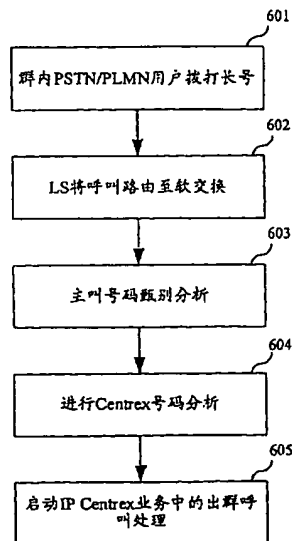 601
群内PSTN/PLMN用户拨打长号
602
LS将呼叫路由至软交换
603
主叫号码甄别分析
604
进行Centrex号码分析
605
启动IP Centrex业务中的出群呼
叫处理